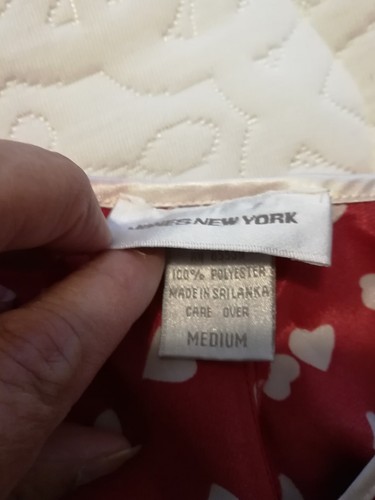 NEW YORK
100% POLYESTER
MADE IN SRI LANKA
CARE OVER
MEDIUM